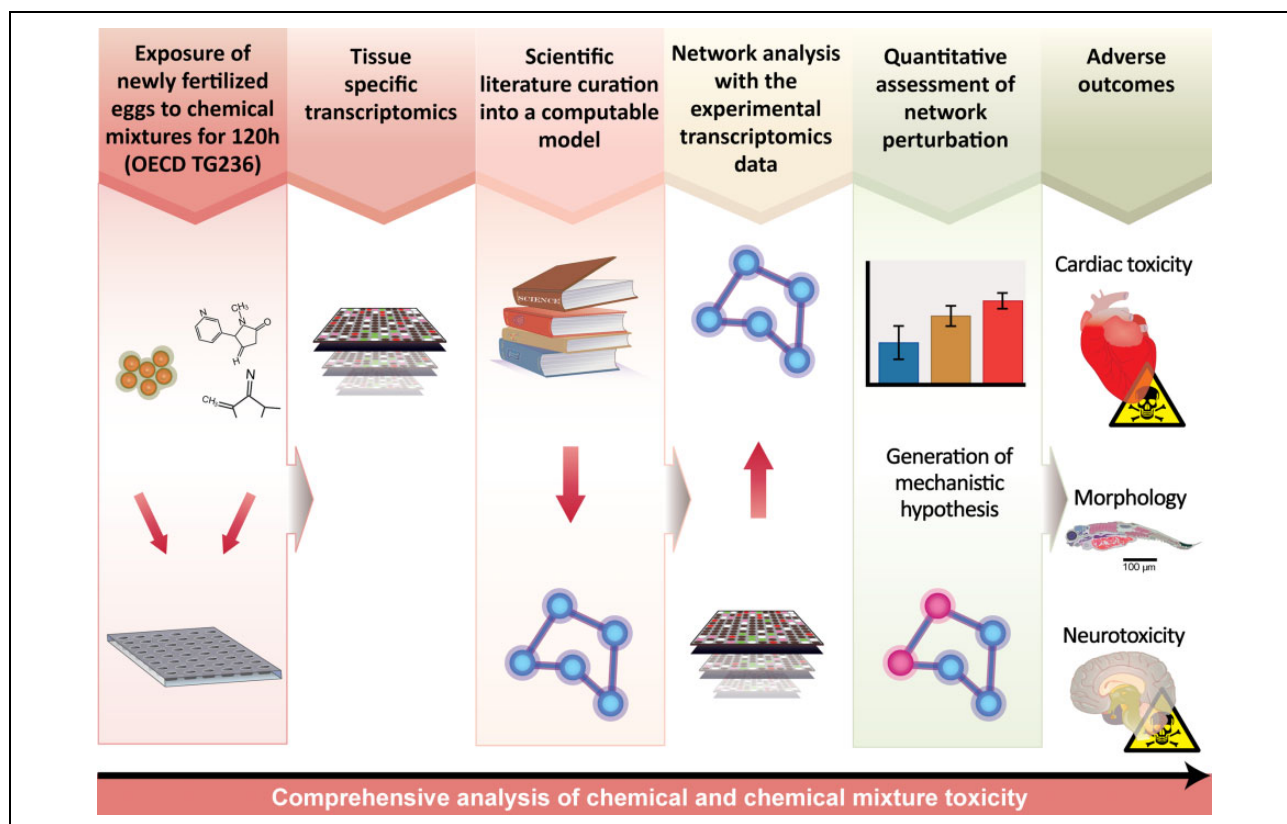 Exposure of
newly fertilized
eggs to chemical
mixtures for 120h
(OECD TG236)
Tissue
specific
transcriptomics
Scientific
literature curation
into a computable
model
Network analysis
with the
experimental
transcriptomics
data
Quantitative
assessment of
network
perturbation
Adverse
outcomes
N
CH₃
N
O
H
N
CH₃
SCIENCE
Cardiac toxicity
Generation of
mechanistic
hypothesis
Morphology
100 µm
Neurotoxicity
Comprehensive analysis of chemical and chemical mixture toxicity